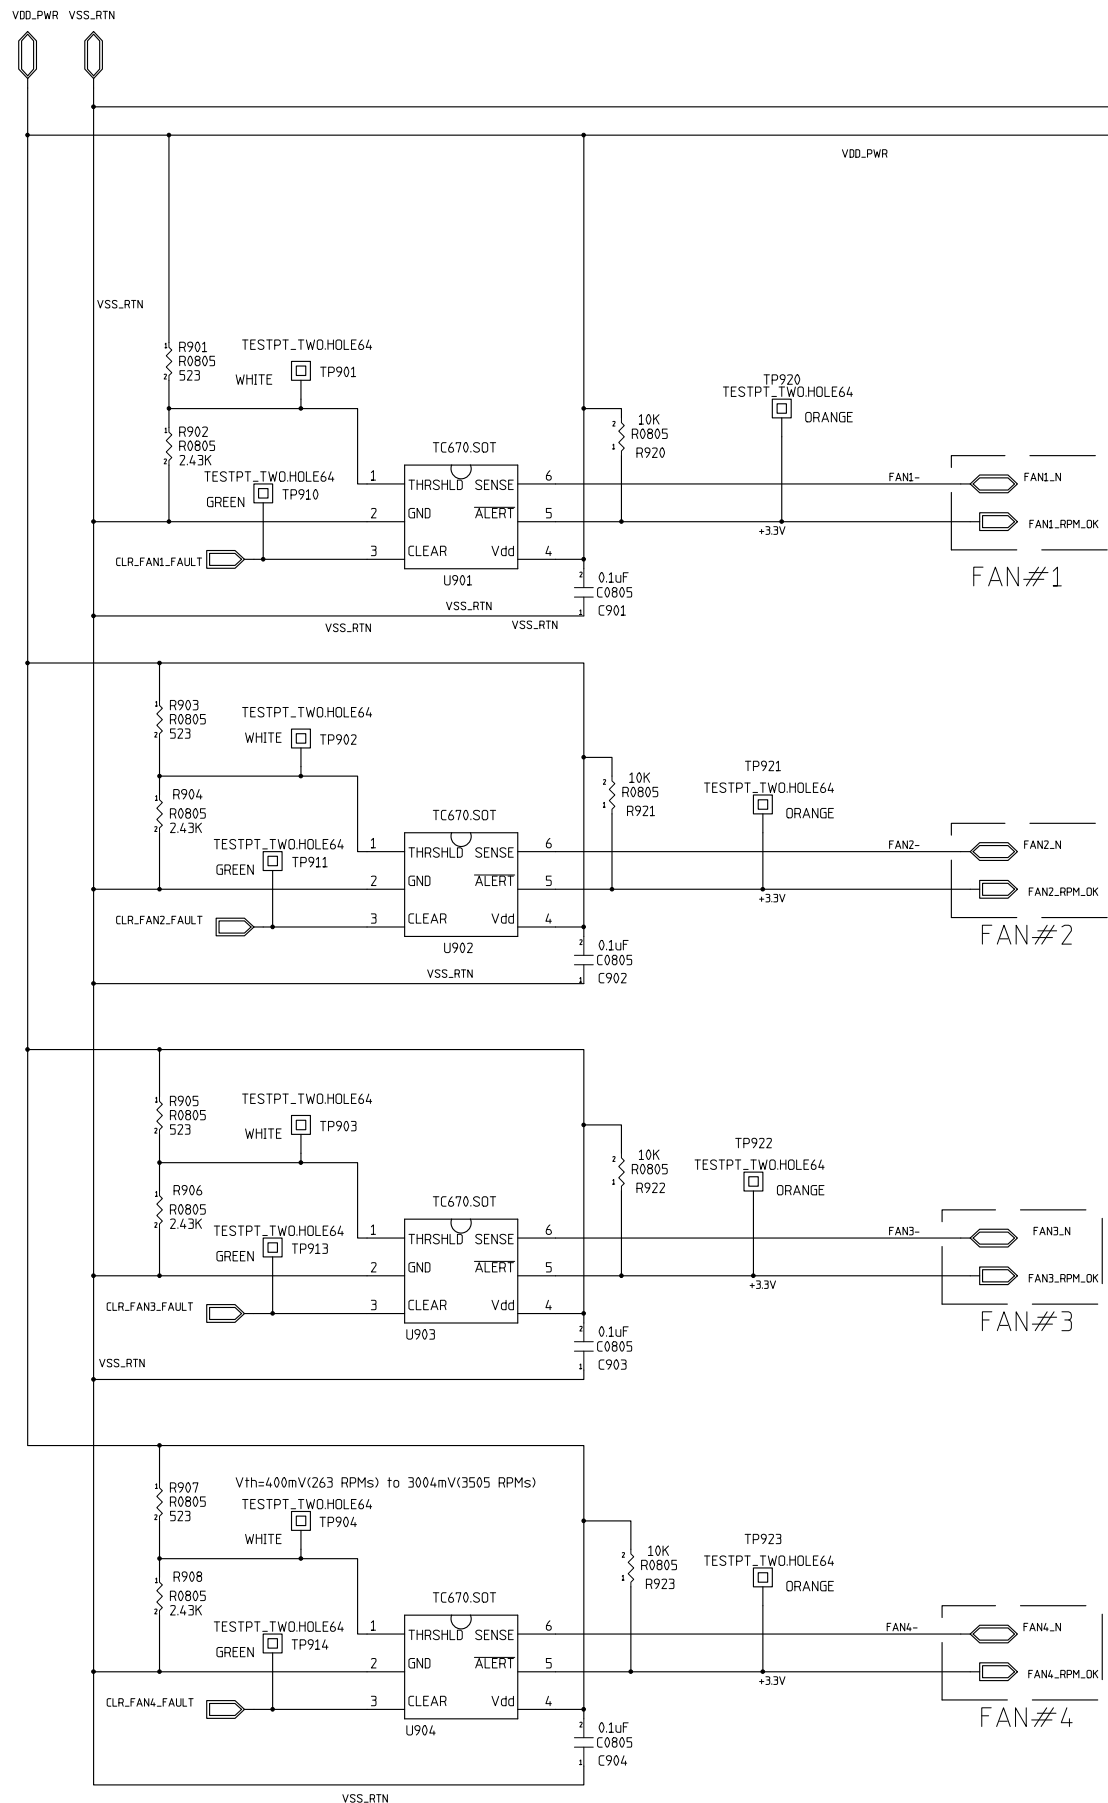 VDD_PWR VSS_RTN
VDD_PWR
VSS_RTN
R901
R0805
523
TESTPT_TWO.HOLE64
WHITE
TP901
R902
R0805
2.43K
TESTPT_TWO.HOLE64
GREEN
TP910
CLR_FAN1_FAULT
TC670.SOT
1 THRSHLD SENSE 6
2 GND ALERT 5
3 CLEAR Vdd 4
U901
10K
R0805
R920
TP920
TESTPT_TWO.HOLE64
ORANGE
FAN1-
FAN1_N
+3.3V
FAN1_RPM_OK
FAN#1
0.1uF
C0805
C901
VSS_RTN
VSS_RTN
VSS_RTN
R903
R0805
523
TESTPT_TWO.HOLE64
WHITE
TP902
R904
R0805
2.43K
TESTPT_TWO.HOLE64
GREEN
TP911
CLR_FAN2_FAULT
TC670.SOT
1 THRSHLD SENSE 6
2 GND ALERT 5
3 CLEAR Vdd 4
U902
10K
R0805
R921
TP921
TESTPT_TWO.HOLE64
ORANGE
FAN2-
FAN2_N
+3.3V
FAN2_RPM_OK
FAN#2
0.1uF
C0805
C902
VSS_RTN
R905
R0805
523
TESTPT_TWO.HOLE64
WHITE
TP903
R906
R0805
2.43K
TESTPT_TWO.HOLE64
GREEN
TP913
CLR_FAN3_FAULT
TC670.SOT
1 THRSHLD SENSE 6
2 GND ALERT 5
3 CLEAR Vdd 4
U903
10K
R0805
R922
TP922
TESTPT_TWO.HOLE64
ORANGE
FAN3-
FAN3_N
+3.3V
FAN3_RPM_OK
FAN#3
0.1uF
C0805
C903
VSS_RTN
R907
R0805
523
Vth=400mV(263 RPMs) to 3004mV(3505 RPMs)
TESTPT_TWO.HOLE64
WHITE
TP904
R908
R0805
2.43K
TESTPT_TWO.HOLE64
GREEN
TP914
CLR_FAN4_FAULT
TC670.SOT
1 THRSHLD SENSE 6
2 GND ALERT 5
3 CLEAR Vdd 4
U904
10K
R0805
R923
TP923
TESTPT_TWO.HOLE64
ORANGE
FAN4-
FAN4_N
+3.3V
FAN4_RPM_OK
FAN#4
0.1uF
C0805
C904
VSS_RTN